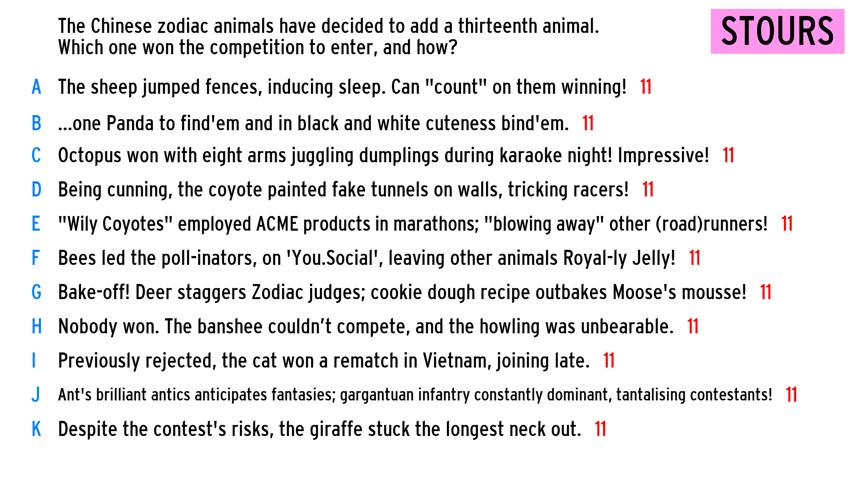 The Chinese zodiac animals have decided to add a thirteenth animal.
Which one won the competition to enter, and how?
STOURS
A The sheep jumped fences, inducing sleep. Can "count" on them winning! 11
B ...one Panda to find'em and in black and white cuteness bind'em. 11
C Octopus won with eight arms juggling dumplings during karaoke night! Impressive! 11
D Being cunning, the coyote painted fake tunnels on walls, tricking racers! 11
E "Wily Coyotes" employed ACME products in marathons; "blowing away" other (road)runners! 11
F Bees led the poll-inators, on 'You.Social', leaving other animals Royal-ly Jelly! 11
G Bake-off! Deer staggers Zodiac judges; cookie dough recipe outbakes Moose's mousse! 11
H Nobody won. The banshee couldn’t compete, and the howling was unbearable. 11
I Previously rejected, the cat won a rematch in Vietnam, joining late. 11
J Ant's brilliant antics anticipates fantasies; gargantuan infantry constantly dominant, tantalising contestants! 11
K Despite the contest's risks, the giraffe stuck the longest neck out. 11